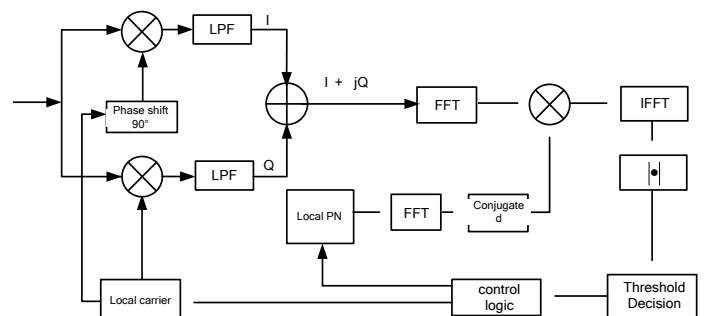 LPF
I
Phase shift
90°
I + jQ
FFT
IFFT
LPF
Q
|•|
Local PN
FFT
Conjugate
d
Local carrier
control
logic
Threshold
Decision